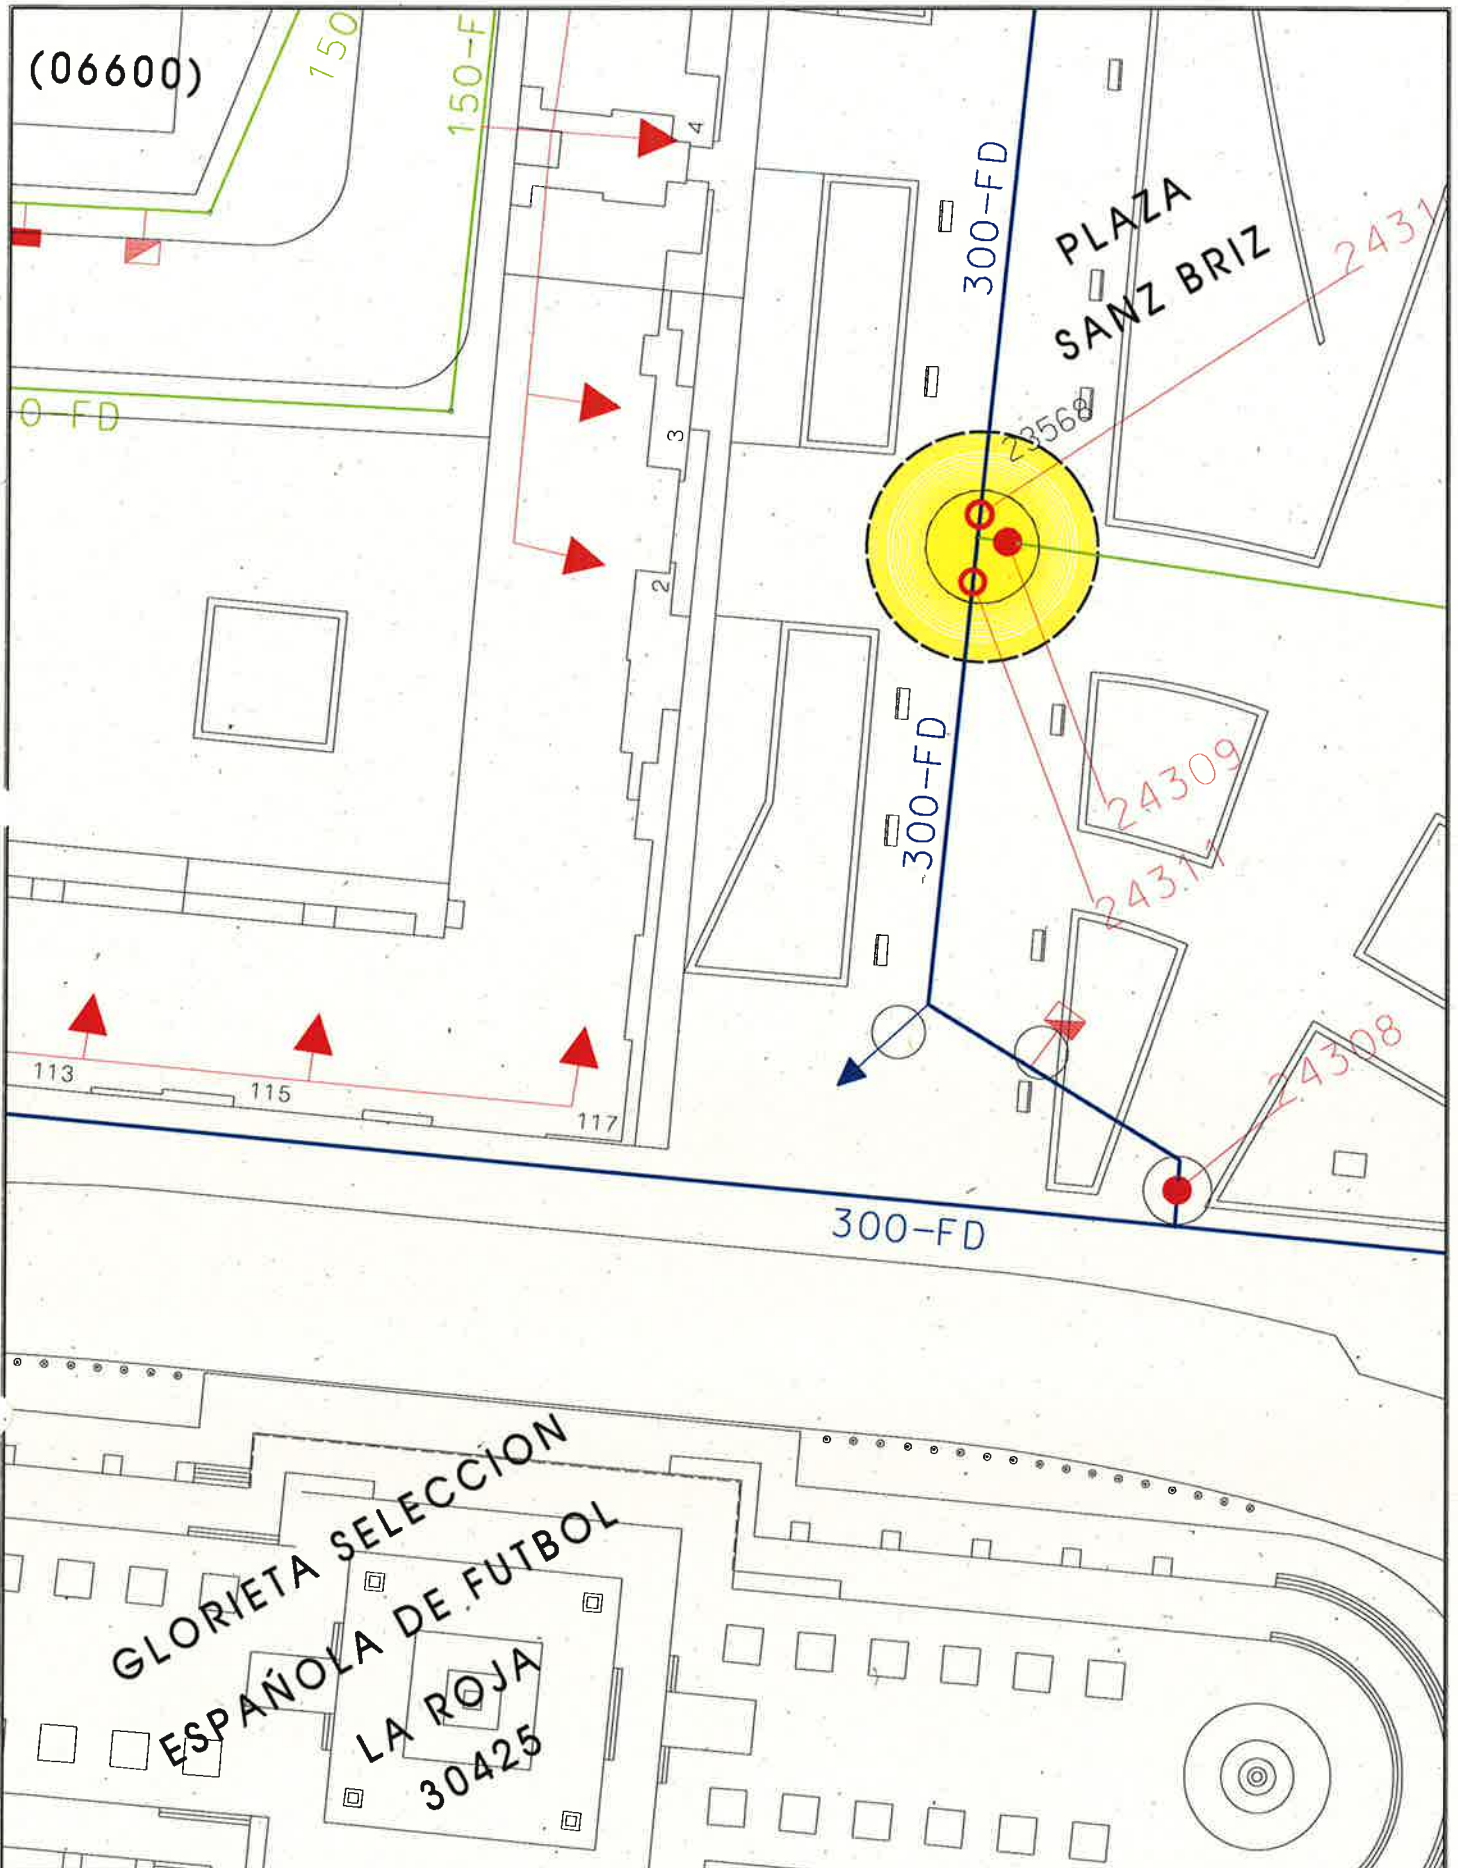 (06600)
150
150-F
4
300-FD
PLAZA
SANZ BRIZ
2431
0-FD
3
23568
2
300-FD
24309
24311
24308
113
115
117
300-FD
GLORIETA SELECCION
ESPAÑOLA DE FUTBOL
LA ROJA
30425